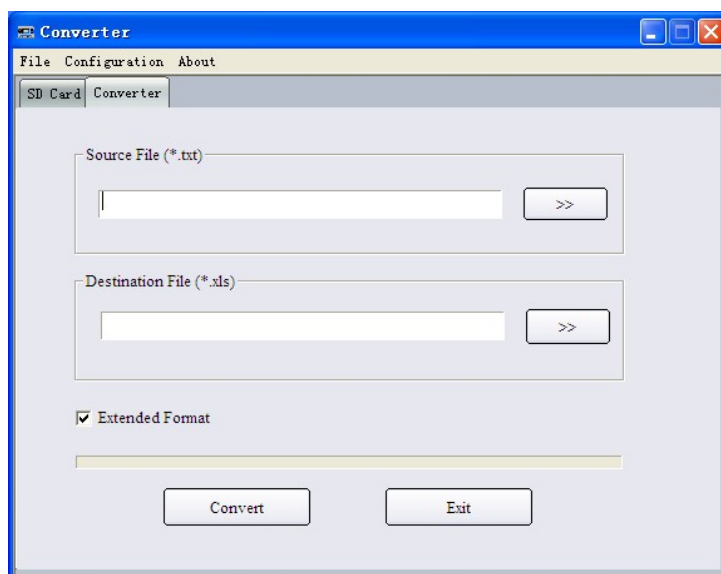 Converter
File Configuration About
SD Card Converter
Source File (*.txt)
>>
Destination File (*.xls)
>>
Extended Format
Convert Exit